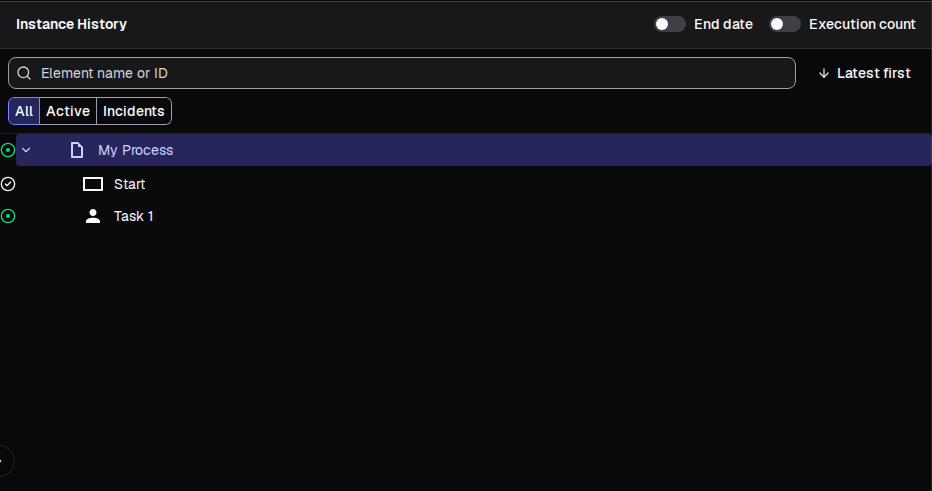 Instance History
End date
Execution count
Element name or ID
Latest first
All
Active
Incidents
My Process
Start
Task 1